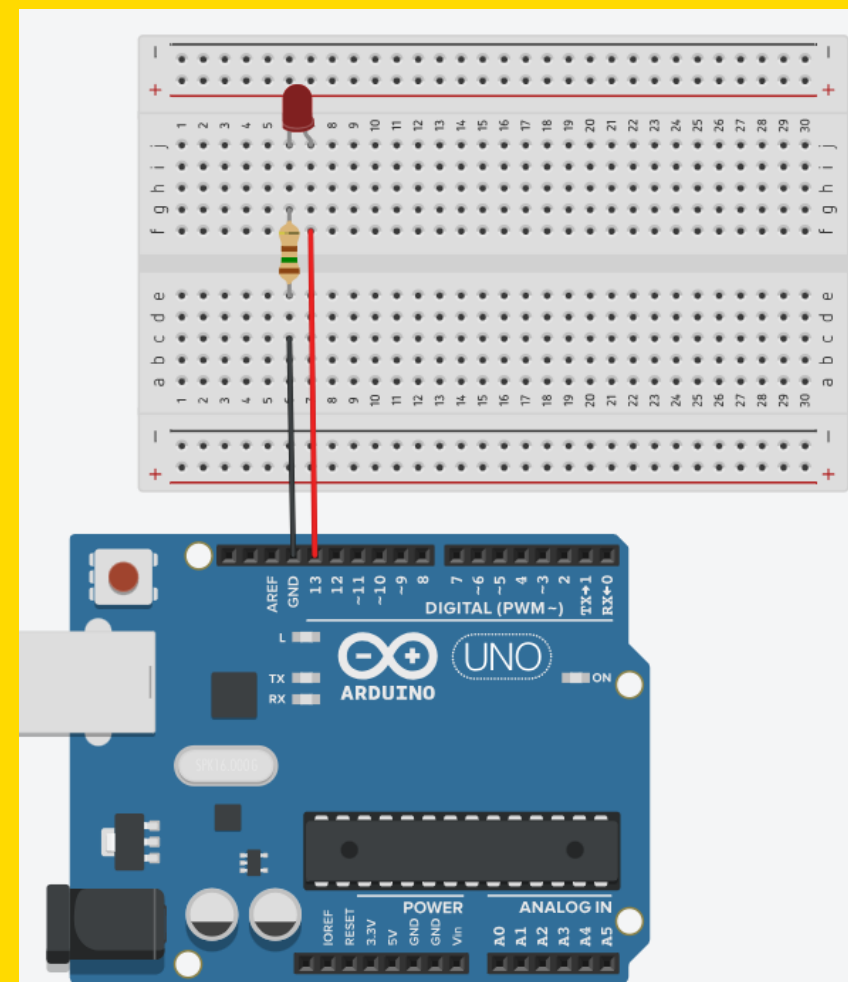 − −
+ +
1 2 3 4 5 6 7 8 9 10 11 12 13 14 15 16 17 18 19 20 21 22 23 24 25 26 27 28 29 30
j j
i i
h h
g g
f f
e e
d d
c c
b b
a a
1 2 3 4 5 6 7 8 9 10 11 12 13 14 15 16 17 18 19 20 21 22 23 24 25 26 27 28 29 30
− −
+ +
AREF GND 13 12 ~11 ~10 ~9 8 7 ~6 ~5 4 ~3 2 TX→1 RX←0
DIGITAL (PWM~)
L
TX
RX
ARDUINO
UNO
ON
POWER
ANALOG IN
IOREF RESET 3.3V 5V GND GND Vin A0 A1 A2 A3 A4 A5